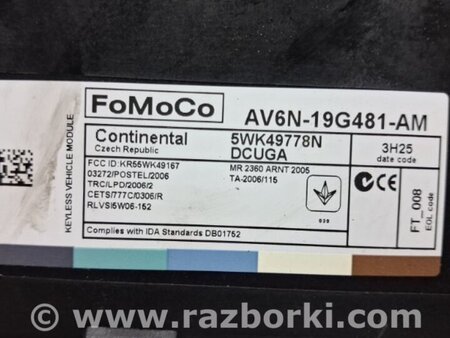 FoMoCo
AV6N-19G481-AM
KEYLESS VEHICLE MODULE
Continental
Czech Republic
5WK49778N
DCUGA
3H25
date code
FCC ID:KR55WK49167
03272/POSTEL/2006
TRC/LPD/2006/2
CETS/777C/0306/R
RLVSI5W06-152
MR 2360 ARNT 2005
TA-2006/115
CE
FT_008
EOL code
Complies with IDA Standards DB01752
© www.razborki.com